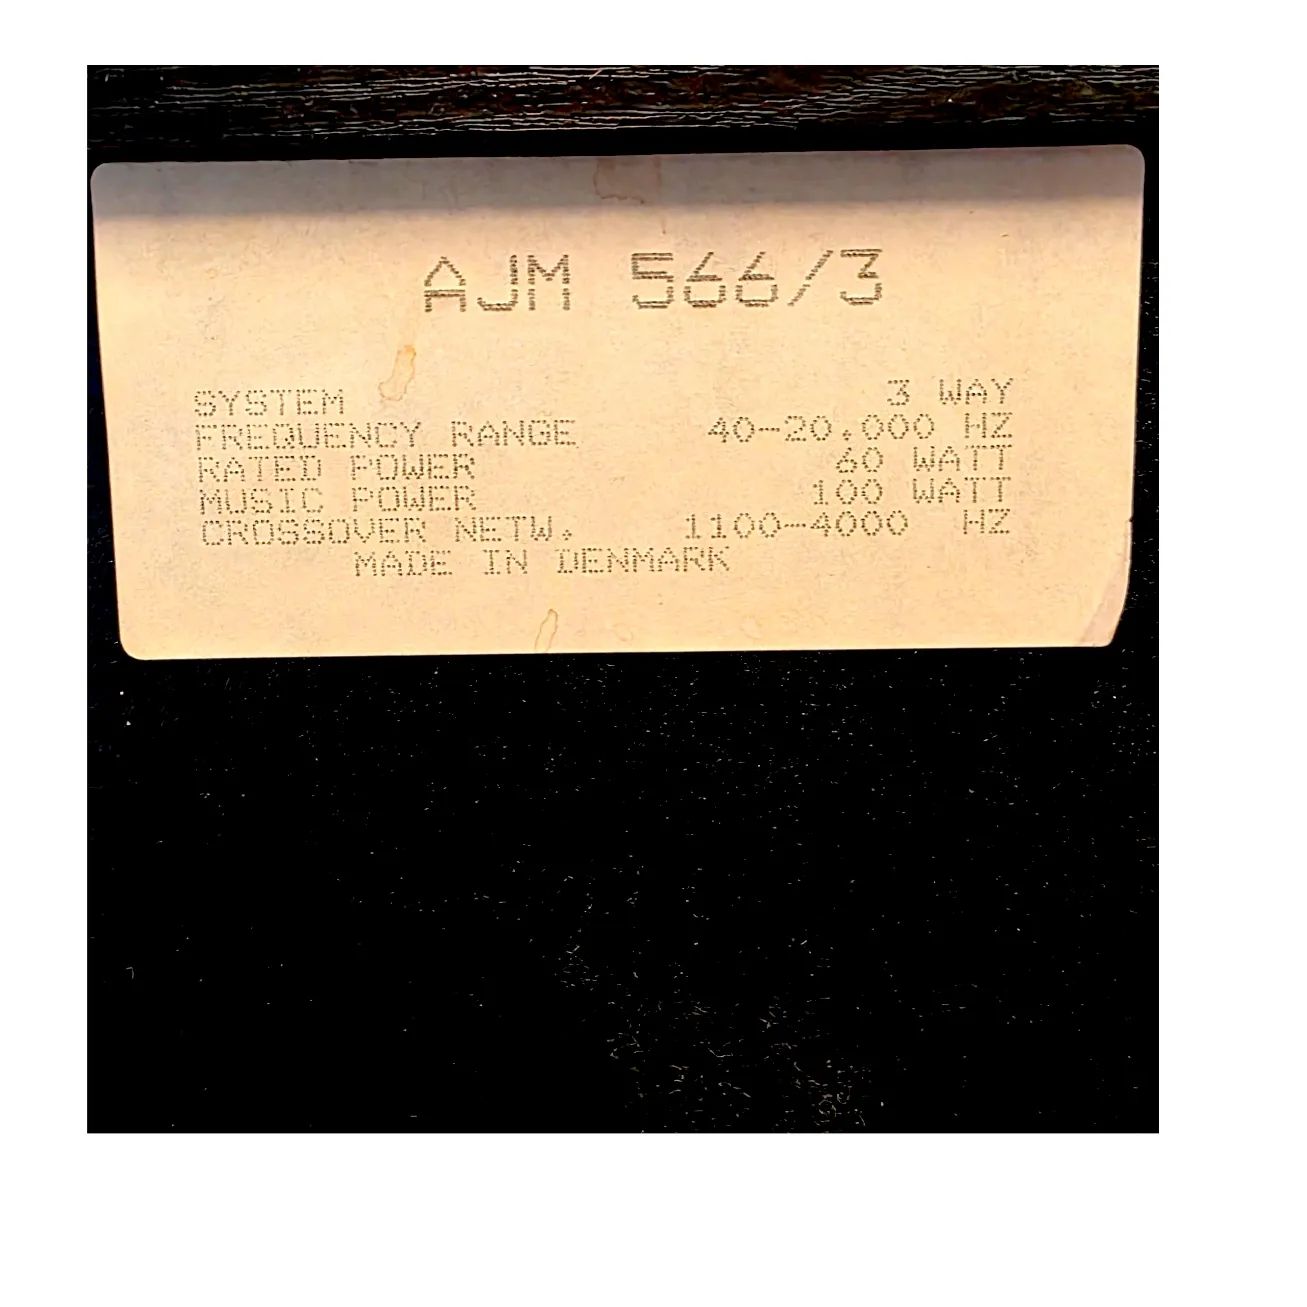 AJM 566/3
SYSTEM 3 WAY
FREQUENCY RANGE 40-20.000 HZ
RATED POWER 60 WATT
MUSIC POWER 100 WATT
CROSSOVER NETW. 1100-4000 HZ
MADE IN DENMARK